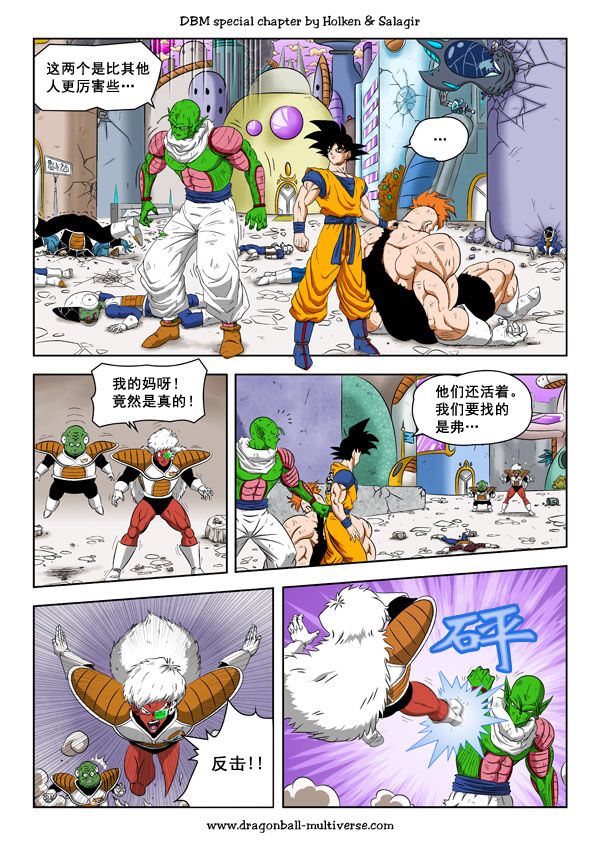 DBM special chapter by Holken & Salagir
这两个是比其他
人更厉害些…
…
我的妈呀！
竟然是真的！
他们还活着。
我们要找的
是弗…
反击!!
砰
www.dragonball-multiverse.com